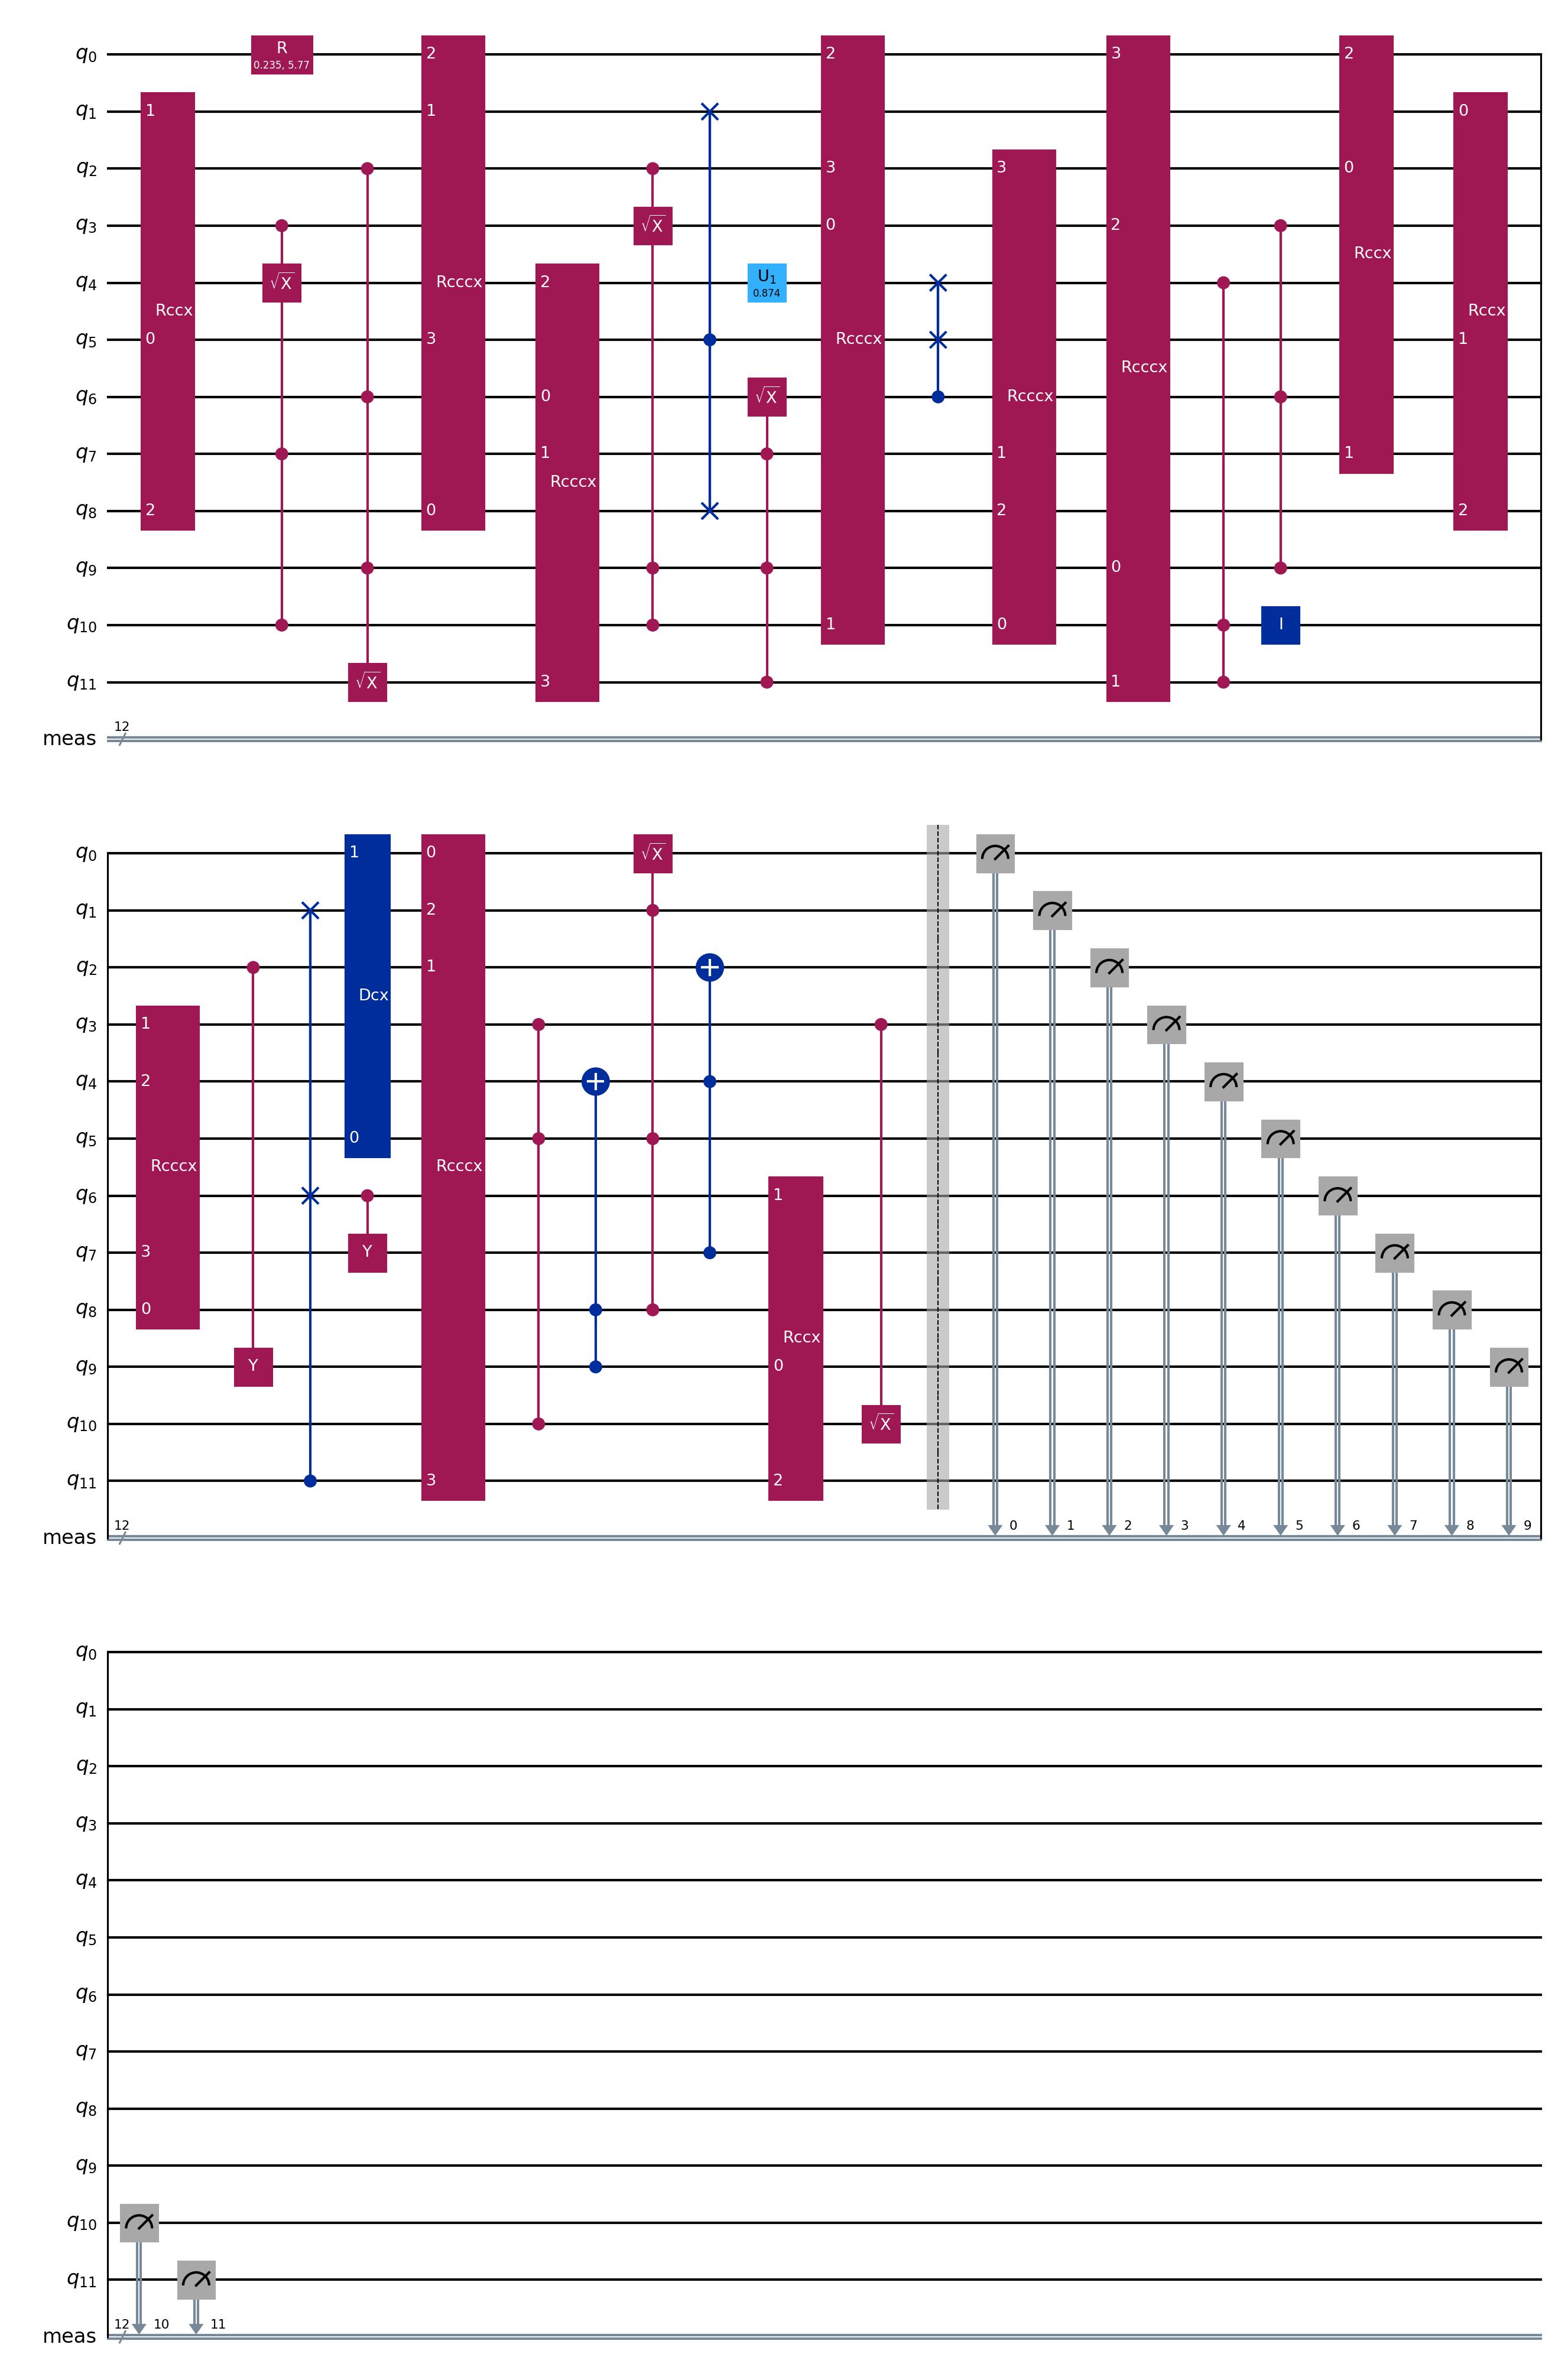 q0 R 0.235, 5.77 2 2 3 2
q1 1 1 0
q2 3 3 0
q3 √X 0 2 Rccx
q4 √X Rcccx 2 U1 0.874 Rccx
q5 Rccx 0 3 Rcccx Rcccx 1
q6 0 √X Rcccx
q7 1 1 1
q8 2 0 Rcccx 2 2
q9 0
q10 1 0 I
q11 √X 3 1
meas 12
q0 1 0 √X
q1 2
q2 1 Dcx
q3 1
q4 2
q5 0 Rcccx Rcccx
q6 1
q7 3 Y
q8 0 Rccx
q9 Y 0
q10 √X
q11 3 2
meas 12 0 1 2 3 4 5 6 7 8 9
q0
q1
q2
q3
q4
q5
q6
q7
q8
q9
q10
q11
meas 12 10 11